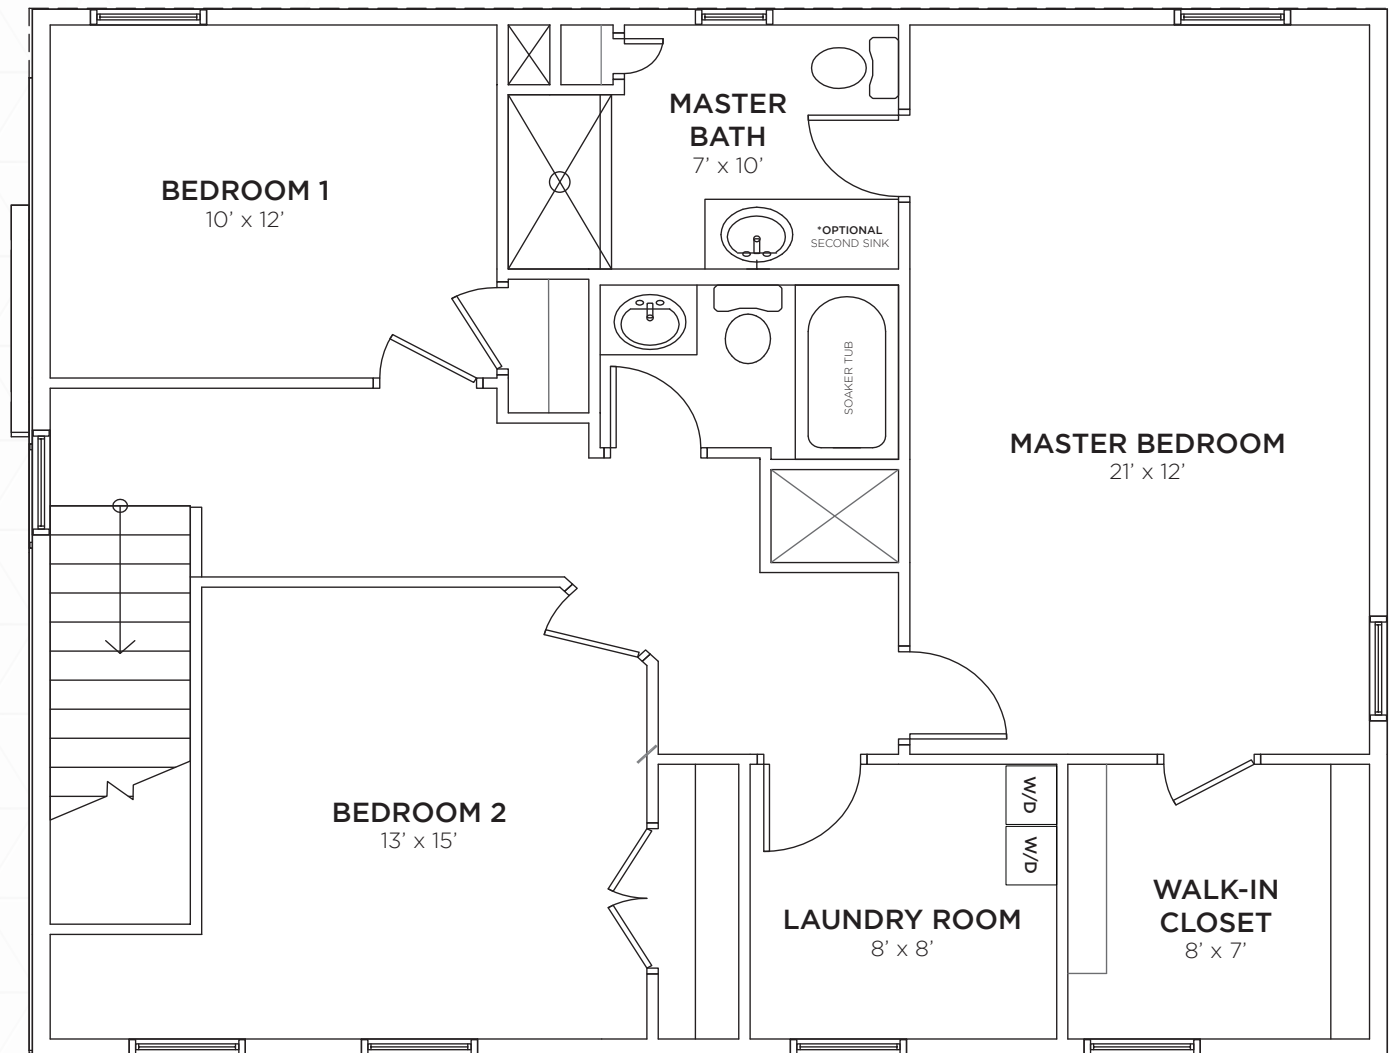 MASTER
BATH
7’ x 10’
BEDROOM 1
10’ x 12’
*OPTIONAL
SECOND SINK
SOAKER TUB
MASTER BEDROOM
21’ x 12’
BEDROOM 2
13’ x 15’
W/D
W/D
LAUNDRY ROOM
8’ x 8’
WALK-IN
CLOSET
8’ x 7’